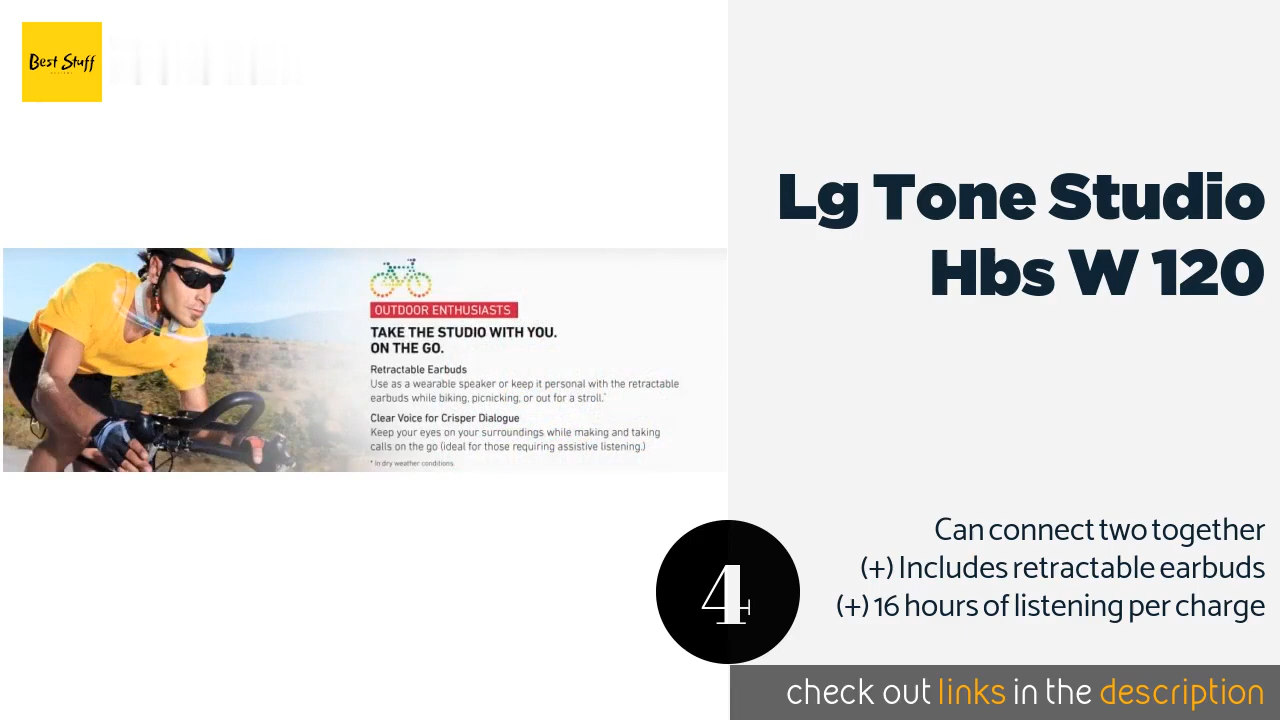 Best Stuff
Lg Tone Studio
Hbs W 120
OUTDOOR ENTHUSIASTS
TAKE THE STUDIO WITH YOU.
ON THE GO.
Retractable Earbuds
Use as a wearable speaker or keep it personal with the retractable
earbuds while biking, picnicking, or out for a stroll.*
Clear Voice for Crisper Dialogue
Keep your eyes on your surroundings while making and taking
calls on the go (ideal for those requiring assistive listening.)
* In dry weather conditions.
Can connect two together
(+) Includes retractable earbuds
(+) 16 hours of listening per charge
4
check out links in the description